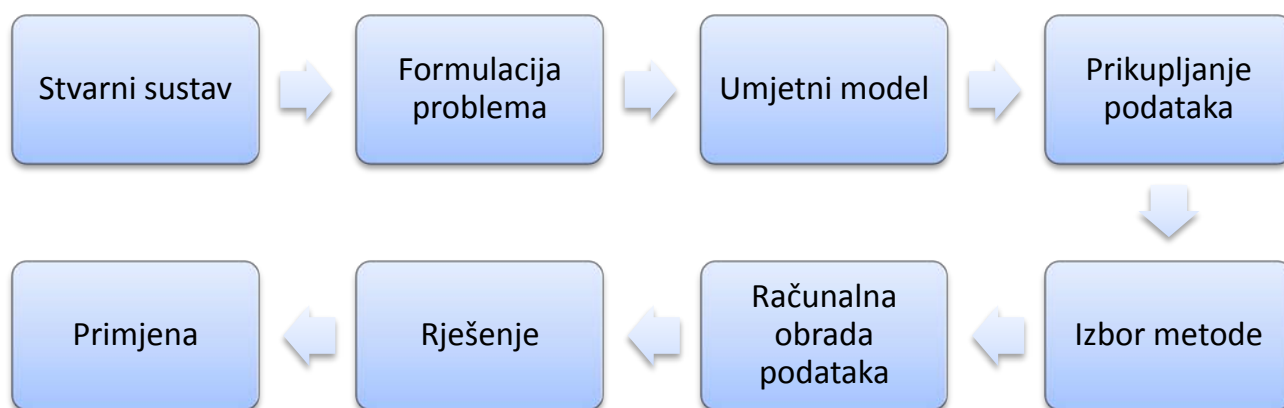 Stvarni sustav
Formulacija
problema
Umjetni model
Prikupljanje
podataka
Izbor metode
Računalna
obrada
podataka
Rješenje
Primjena